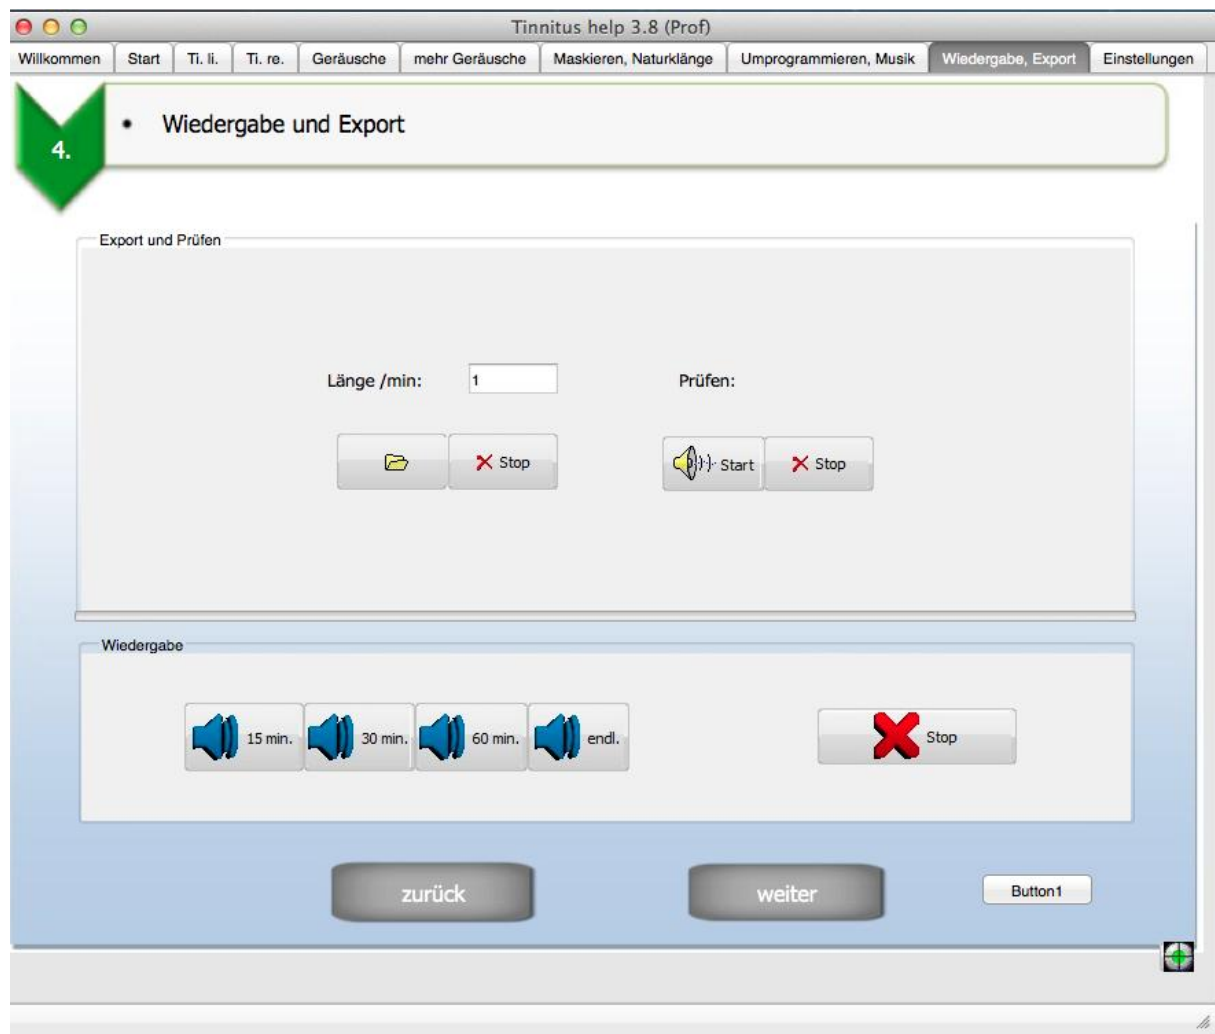 Tinnitus help 3.8 (Prof)
Willkommen Start Ti. li. Ti. re. Geräusche mehr Geräusche Maskieren, Naturklänge Umprogrammieren, Musik Wiedergabe, Export Einstellungen
4. • Wiedergabe und Export
Export und Prüfen
Länge /min: 1 Prüfen:
Stop Start Stop
Wiedergabe
15 min. 30 min. 60 min. endl. Stop
zurück weiter Button1